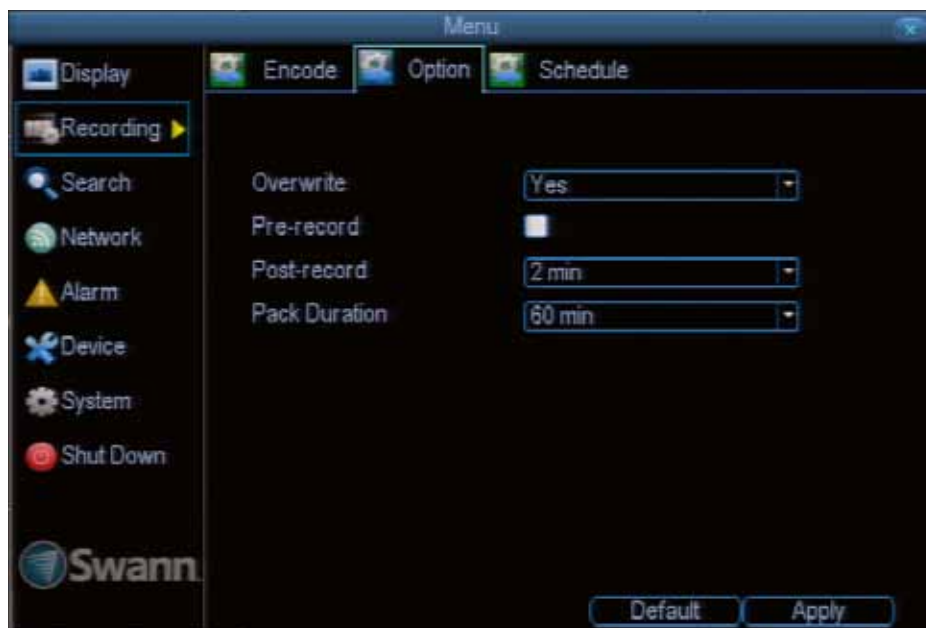 Menu
Display
Recording
Search
Network
Alarm
Device
System
Shut Down
Swann
Encode Option Schedule
Overwrite Yes
Pre-record
Post-record 2 min
Pack Duration 60 min
Default Apply